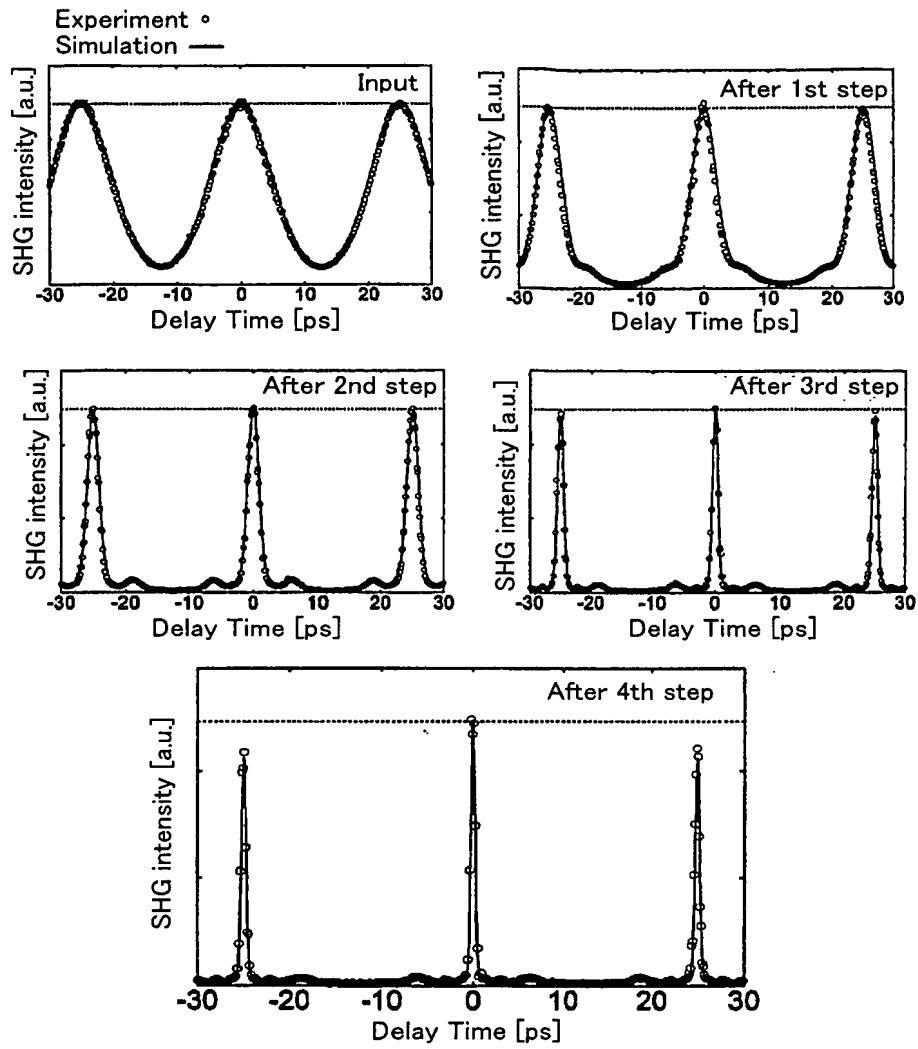 Experiment ○
Simulation —
Input
SHG intensity [a.u.]
-30 -20 -10 0 10 20 30
Delay Time [ps]
After 1st step
SHG intensity [a.u.]
-30 -20 -10 0 10 20 30
Delay Time [ps]
After 2nd step
SHG intensity [a.u.]
-30 -20 -10 0 10 20 30
Delay Time [ps]
After 3rd step
SHG intensity [a.u.]
-30 -20 -10 0 10 20 30
Delay Time [ps]
After 4th step
SHG intensity [a.u.]
-30 -20 -10 0 10 20 30
Delay Time [ps]